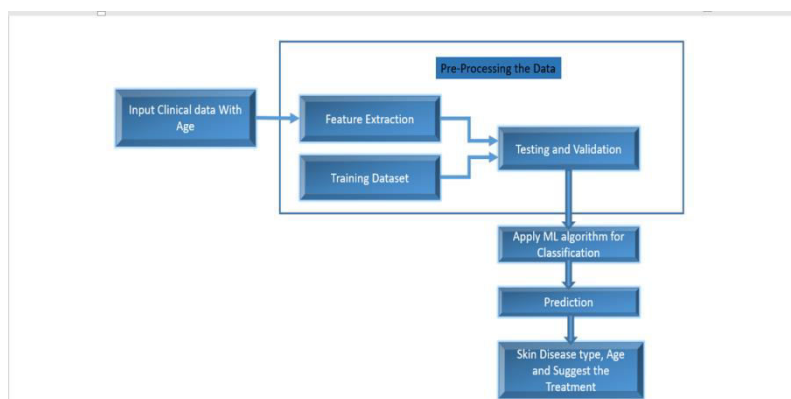 Pre-Processing the Data
Input Clinical data With
Age
Feature Extraction
Training Dataset
Testing and Validation
Apply ML algorithm for
Classification
Prediction
Skin Disease type, Age
and Suggest the
Treatment